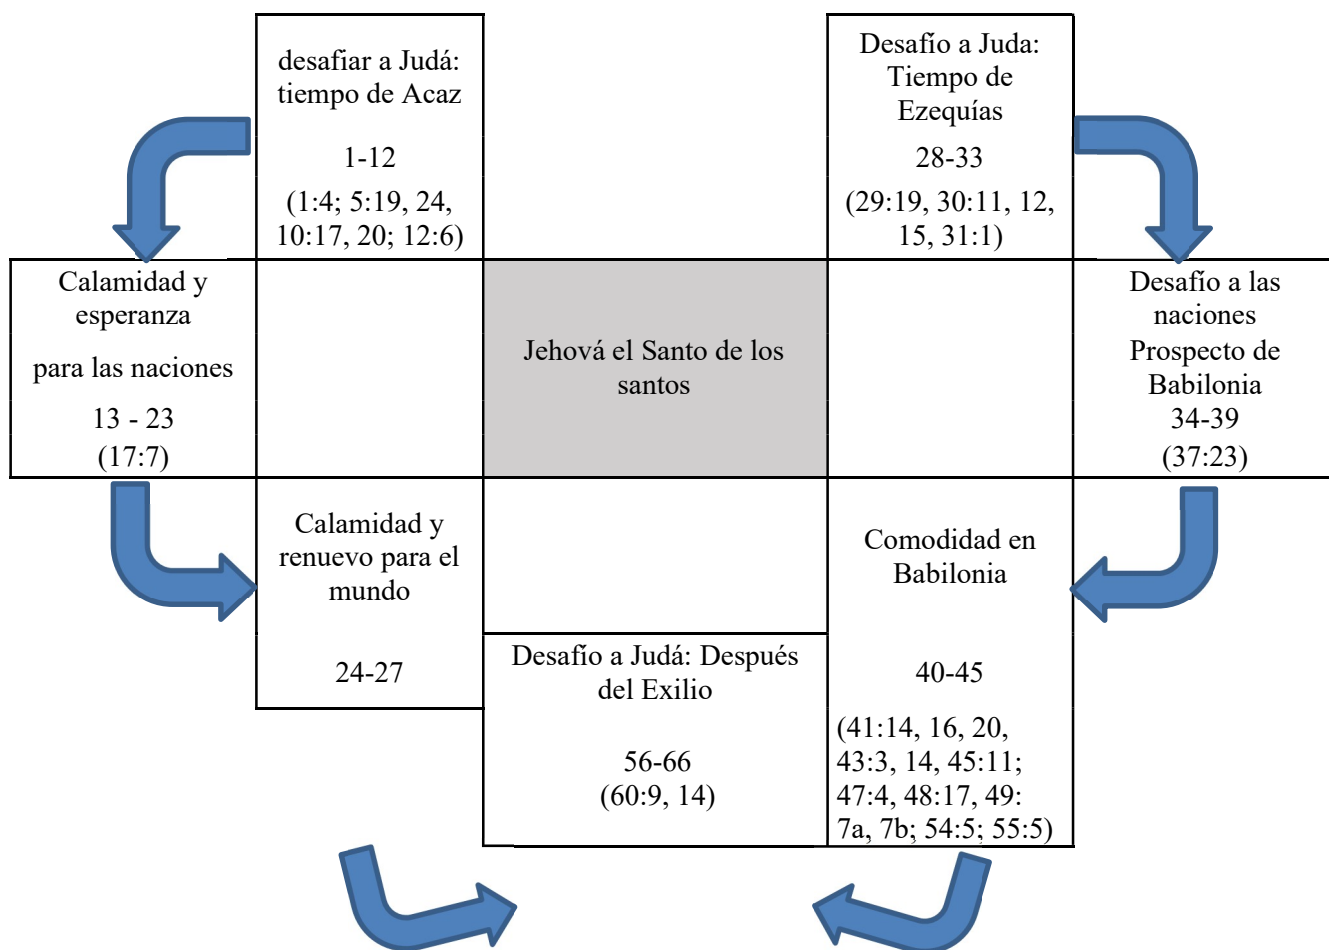 desafiar a Judá:
tiempo de Acaz
1-12
(1:4; 5:19, 24,
10:17, 20; 12:6)
Desafío a Juda:
Tiempo de
Ezequías
28-33
(29:19, 30:11, 12,
15, 31:1)
Calamidad y
esperanza
para las naciones
13 - 23
(17:7)
Jehová el Santo de los
santos
Desafío a las
naciones
Prospecto de
Babilonia
34-39
(37:23)
Calamidad y
renuevo para el
mundo
24-27
Desafío a Judá: Después
del Exilio
56-66
(60:9, 14)
Comodidad en
Babilonia
40-45
(41:14, 16, 20,
43:3, 14, 45:11;
47:4, 48:17, 49:
7a, 7b; 54:5; 55:5)